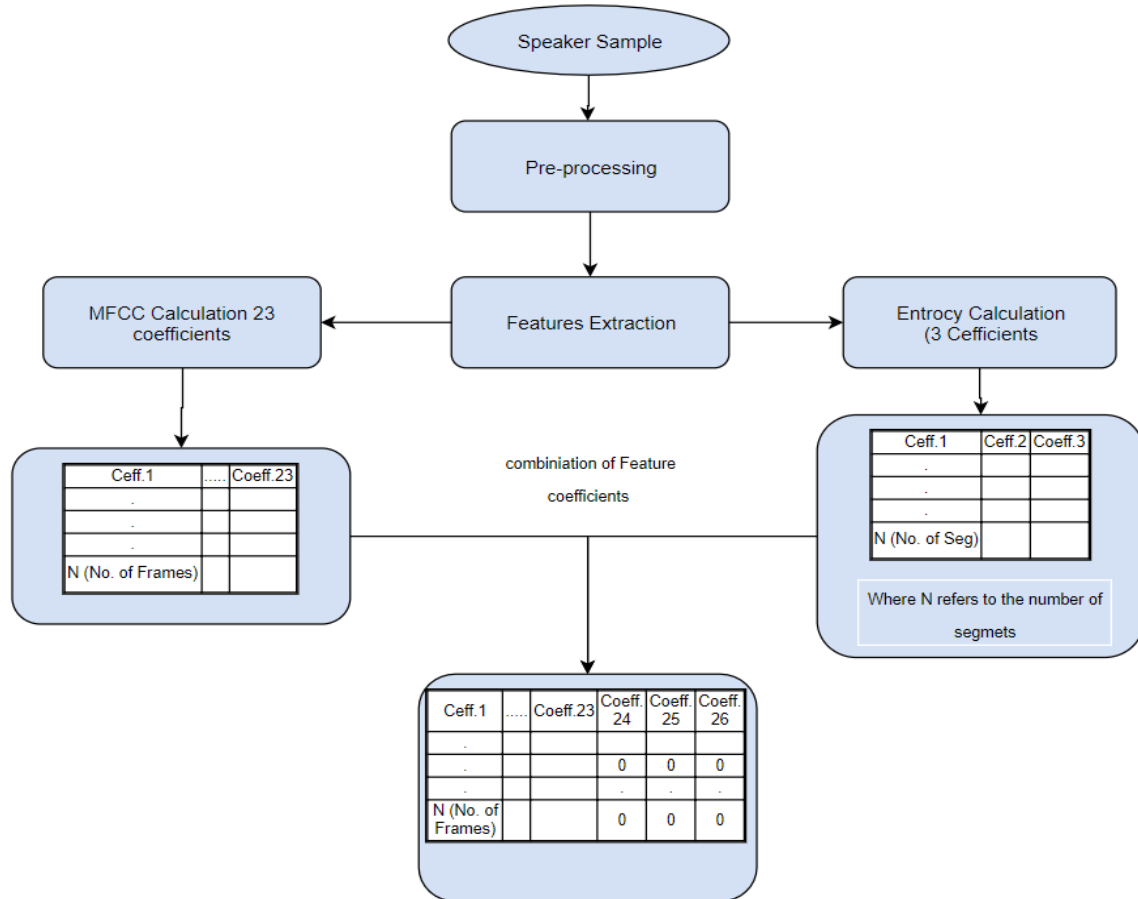 Speaker Sample
Pre-processing
MFCC Calculation 23
coefficients
Features Extraction
Entrocy Calculation
(3 Cefficients
Ceff.1 ..... Coeff.23
.
.
.
N (No. of Frames)
combiniation of Feature
coefficients
Ceff.1 Ceff.2 Coeff.3
.
.
.
N (No. of Seg)
Where N refers to the number of
segmets
Ceff.1 ..... Coeff.23 Coeff. 24 Coeff. 25 Coeff. 26
.
. 0 0 0
. . . .
N (No. of
Frames) 0 0 0